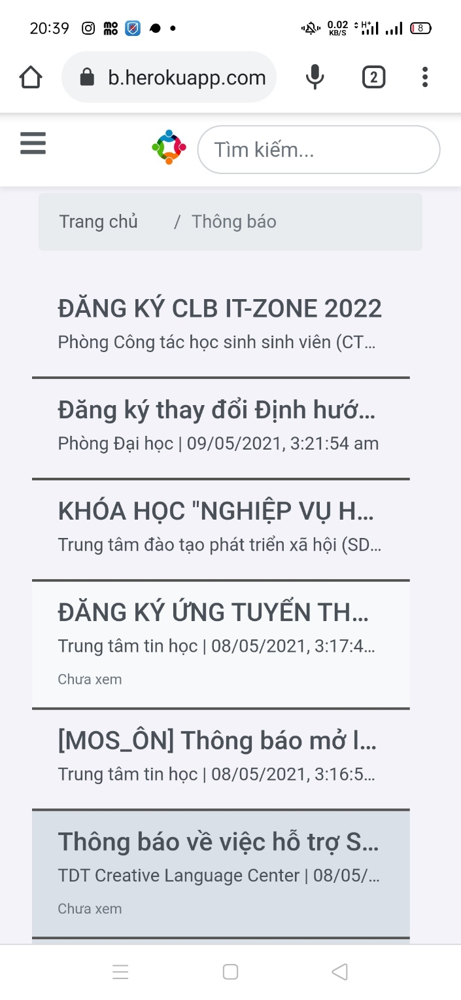 20:39
mo
mo
0.02
KB/S
H+
8
b.herokuapp.com
2
Tìm kiếm...
Trang chủ / Thông báo
ĐĂNG KÝ CLB IT-ZONE 2022
Phòng Công tác học sinh sinh viên (CT...
Đăng ký thay đổi Định hướ...
Phòng Đại học | 09/05/2021, 3:21:54 am
KHÓA HỌC "NGHIỆP VỤ H...
Trung tâm đào tạo phát triển xã hội (SD...
ĐĂNG KÝ ỨNG TUYỂN TH...
Trung tâm tin học | 08/05/2021, 3:17:4...
Chưa xem
[MOS_ÔN] Thông báo mở l...
Trung tâm tin học | 08/05/2021, 3:16:5...
Thông báo về việc hỗ trợ S...
TDT Creative Language Center | 08/05/...
Chưa xem